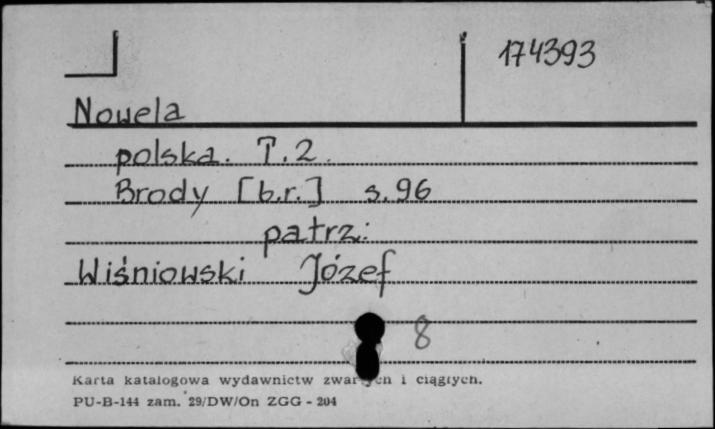 174393
Nowela
polska. T. 2.
Brody [b.r.] s. 96
patrz:
Wiśniowski Józef
8
Karta katalogowa wydawnictw zwartych i ciągłych.
PU-B-144 zam. 29/DW/On ZGG - 204